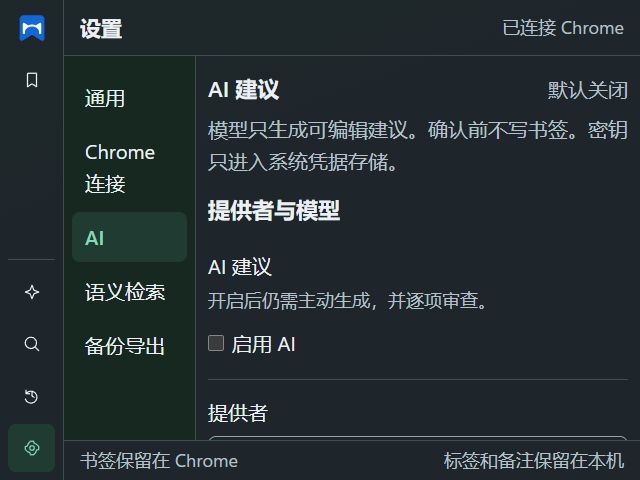 设置
已连接 Chrome
通用
Chrome
连接
AI
语义检索
备份导出
AI 建议
默认关闭
模型只生成可编辑建议。确认前不写书签。密钥
只进入系统凭据存储。
提供者与模型
AI 建议
开启后仍需主动生成，并逐项审查。
启用 AI
提供者
书签保留在 Chrome
标签和备注保留在本机